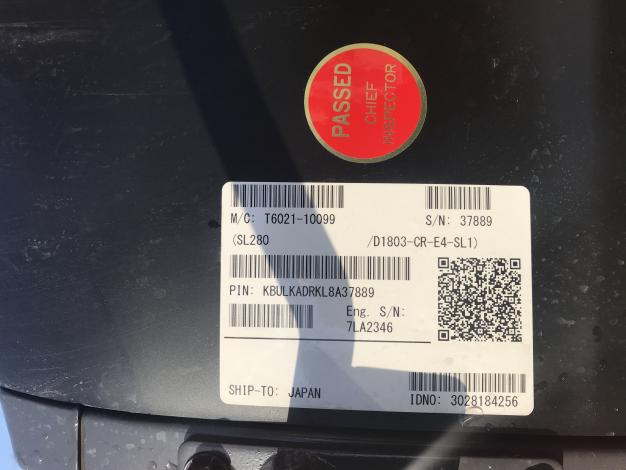 PASSED
CHIEF
INSPECTOR
M/C: T6021-10099 S/N: 37889
(SL280 /D1803-CR-E4-SL1)
PIN: KBULKADRKL8A37889
Eng. S/N:
7LA2346
SHIP-TO: JAPAN IDNO: 3028184256